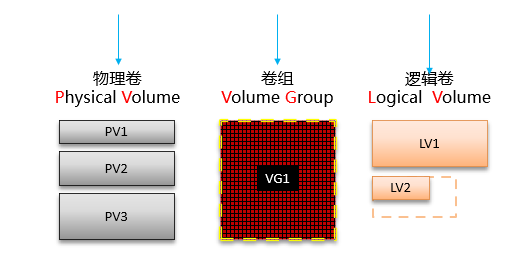 物理卷
Physical Volume
PV1
PV2
PV3
卷组
Volume Group
VG1
逻辑卷
Logical Volume
LV1
LV2